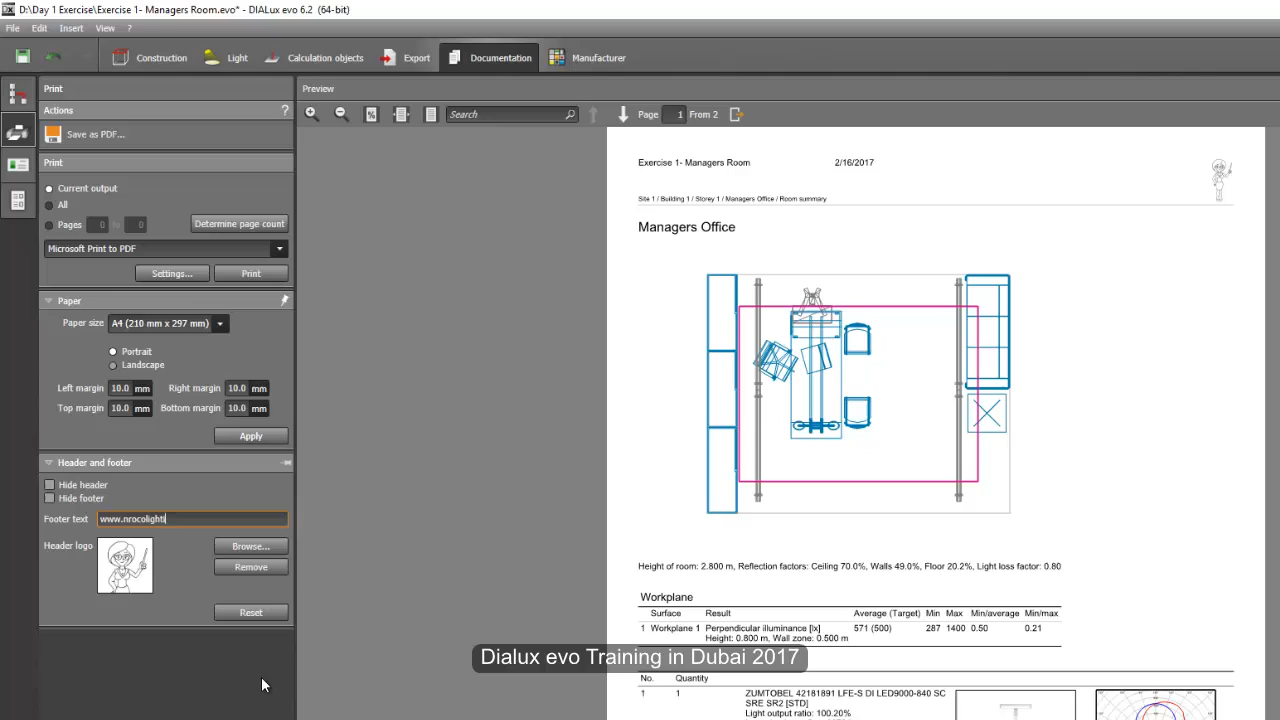 D:\Day 1 Exercise\Exercise 1- Managers Room.evo* - DIALux evo 6.2 (64-bit)
File Edit Insert View ?
Construction Light Calculation objects Export Documentation Manufacturer
Print
Preview
Actions ?
Search
Page 1 From 2
Save as PDF...
Print
Current output
All
Pages 0 to 0 Determine page count
Microsoft Print to PDF
Settings... Print
Paper
Paper size A4 (210 mm x 297 mm)
Portrait
Landscape
Left margin 10.0 mm Right margin 10.0 mm
Top margin 10.0 mm Bottom margin 10.0 mm
Apply
Header and footer
Hide header
Hide footer
Footer text www.nrocolighti
Header logo
Browse...
Remove
Reset
Exercise 1- Managers Room 2/16/2017
Site 1 / Building 1 / Storey 1 / Managers Office / Room summary
Managers Office
Height of room: 2.800 m, Reflection factors: Ceiling 70.0%, Walls 49.0%, Floor 20.2%, Light loss factor: 0.80
Workplane
Surface Result Average (Target) Min Max Min/average Min/max
1 Workplane 1 Perpendicular illuminance [lx] 571 (500) 287 1400 0.50 0.21
Height: 0.800 m, Wall zone: 0.500 m
Dialux evo Training in Dubai 2017
No. Quantity
1 1 ZUMTOBEL 42181891 LFE-S DI LED9000-840 SC
SRE SR2 [STD]
Light output ratio: 100.20%